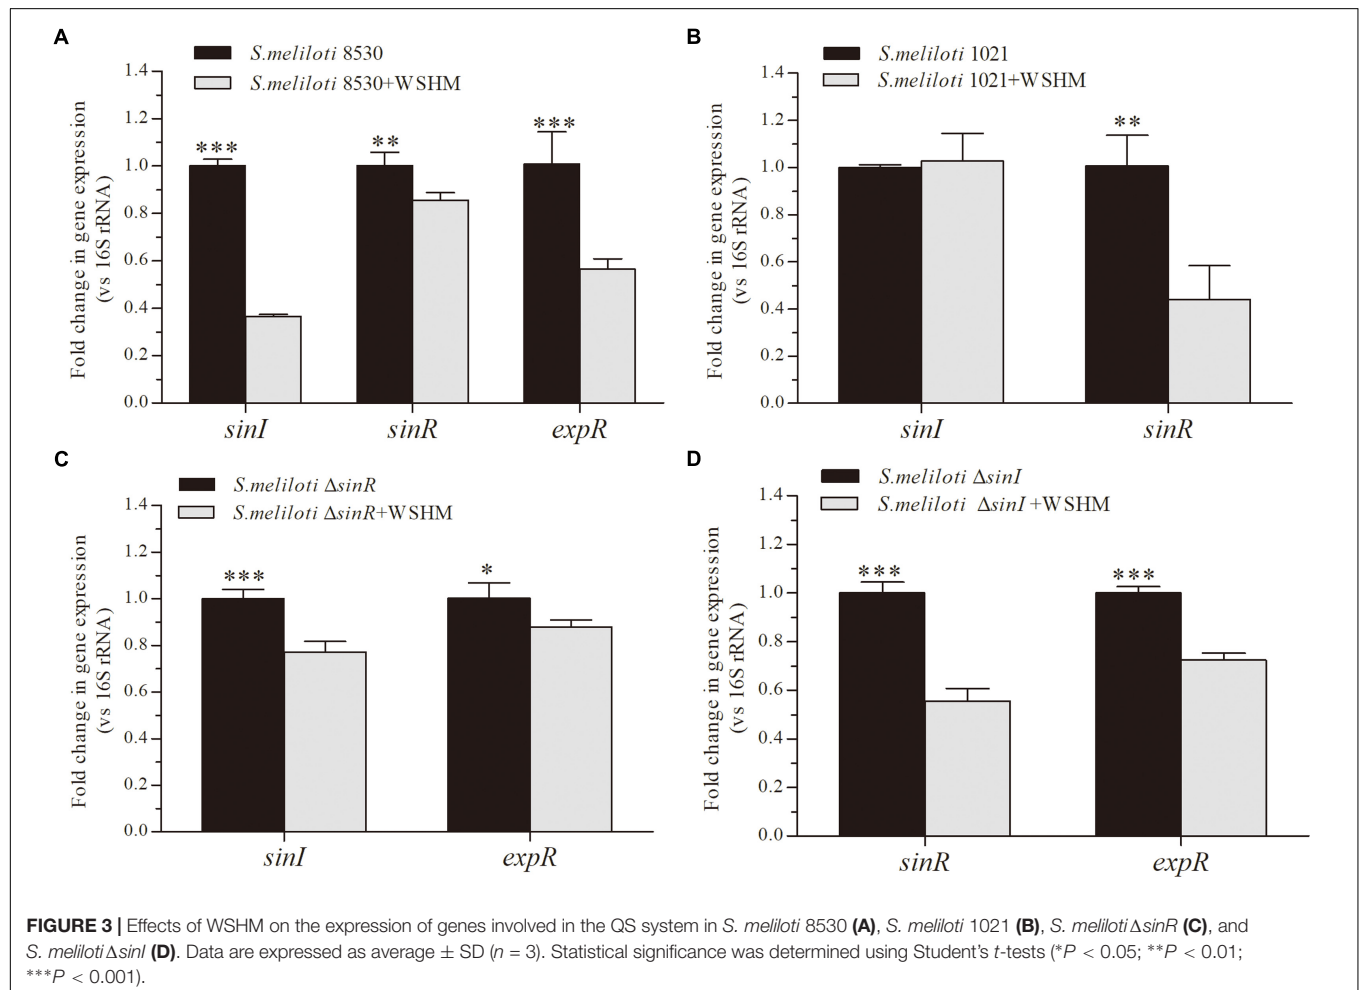 A
S.meliloti 8530
S.meliloti 8530+WSHM
Fold change in gene expression
(vs 16S rRNA)
1.4
1.2
1.0
0.8
0.6
0.4
0.2
0.0
***
**
***
sinI
sinR
expR
B
S.meliloti 1021
S.meliloti 1021+WSHM
Fold change in gene expression
(vs 16S rRNA)
1.4
1.2
1.0
0.8
0.6
0.4
0.2
0.0
**
sinI
sinR
C
S.meliloti ΔsinR
S.meliloti ΔsinR+WSHM
Fold change in gene expression
(vs 16S rRNA)
1.4
1.2
1.0
0.8
0.6
0.4
0.2
0.0
***
*
sinI
expR
D
S.meliloti ΔsinI
S.meliloti ΔsinI+WSHM
Fold change in gene expression
(vs 16S rRNA)
1.4
1.2
1.0
0.8
0.6
0.4
0.2
0.0
***
***
sinR
expR
FIGURE 3 | Effects of WSHM on the expression of genes involved in the QS system in S. meliloti 8530 (A), S. meliloti 1021 (B), S. meliloti ΔsinR (C), and
S. meliloti ΔsinI (D). Data are expressed as average ± SD (n = 3). Statistical significance was determined using Student's t-tests (*P < 0.05; **P < 0.01;
***P < 0.001).